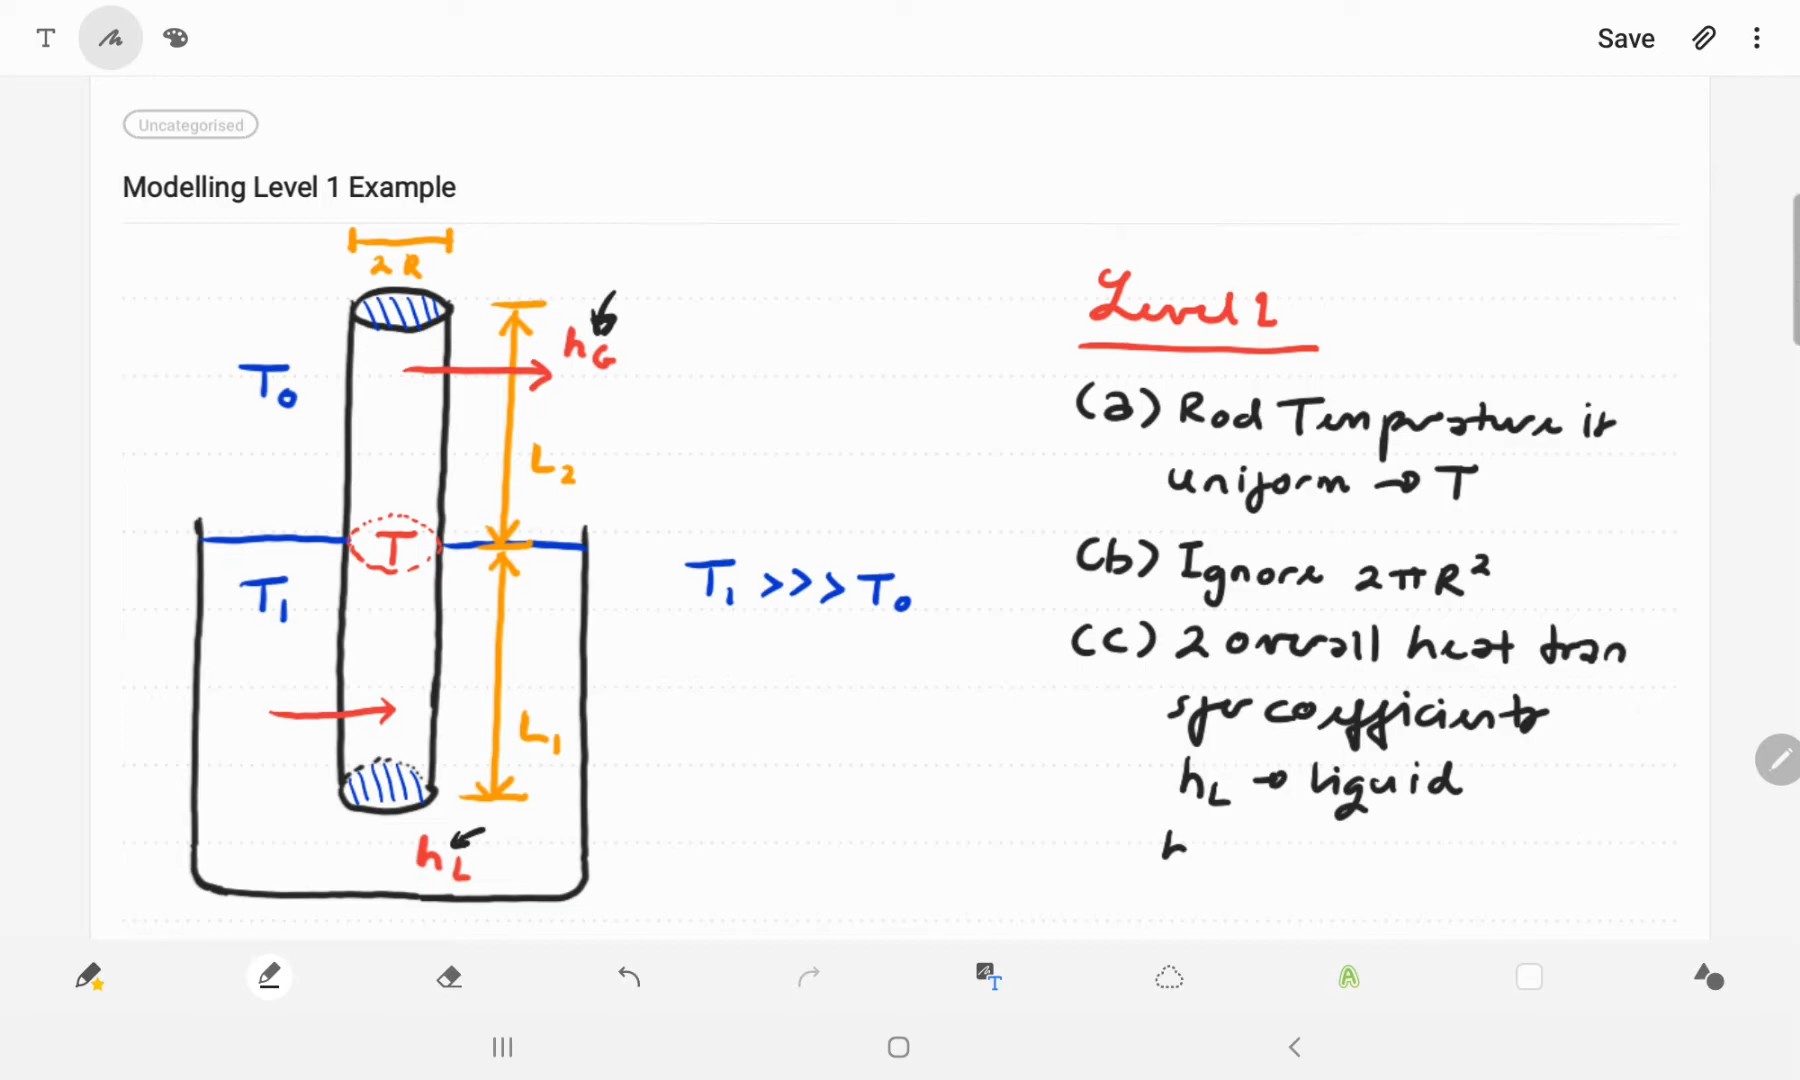 T
Save
Uncategorised
Modelling Level 1 Example
2R
T0
hG
L2
T
T1
L1
hL
T1 >>> T0
Level 1
(a) Rod Temperature is
uniform → T
(b) Ignore 2πR²
(c) 2 overall heat tran
sfer coefficients
hL → liquid
h
T
A